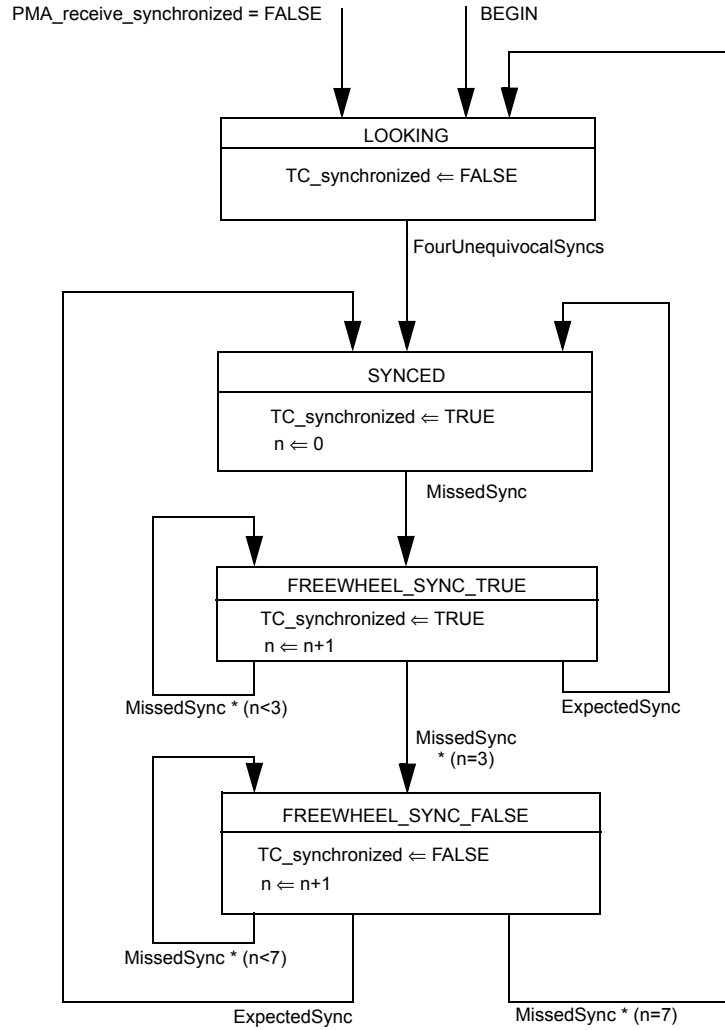 PMA_receive_synchronized = FALSE
BEGIN
LOOKING
TC_synchronized ⇐ FALSE
FourUnequivocalSyncs
SYNCED
TC_synchronized ⇐ TRUE
n ⇐ 0
MissedSync
FREEWHEEL_SYNC_TRUE
TC_synchronized ⇐ TRUE
n ⇐ n+1
MissedSync * (n<3)
ExpectedSync
MissedSync
* (n=3)
FREEWHEEL_SYNC_FALSE
TC_synchronized ⇐ FALSE
n ⇐ n+1
MissedSync * (n<7)
ExpectedSync
MissedSync * (n=7)